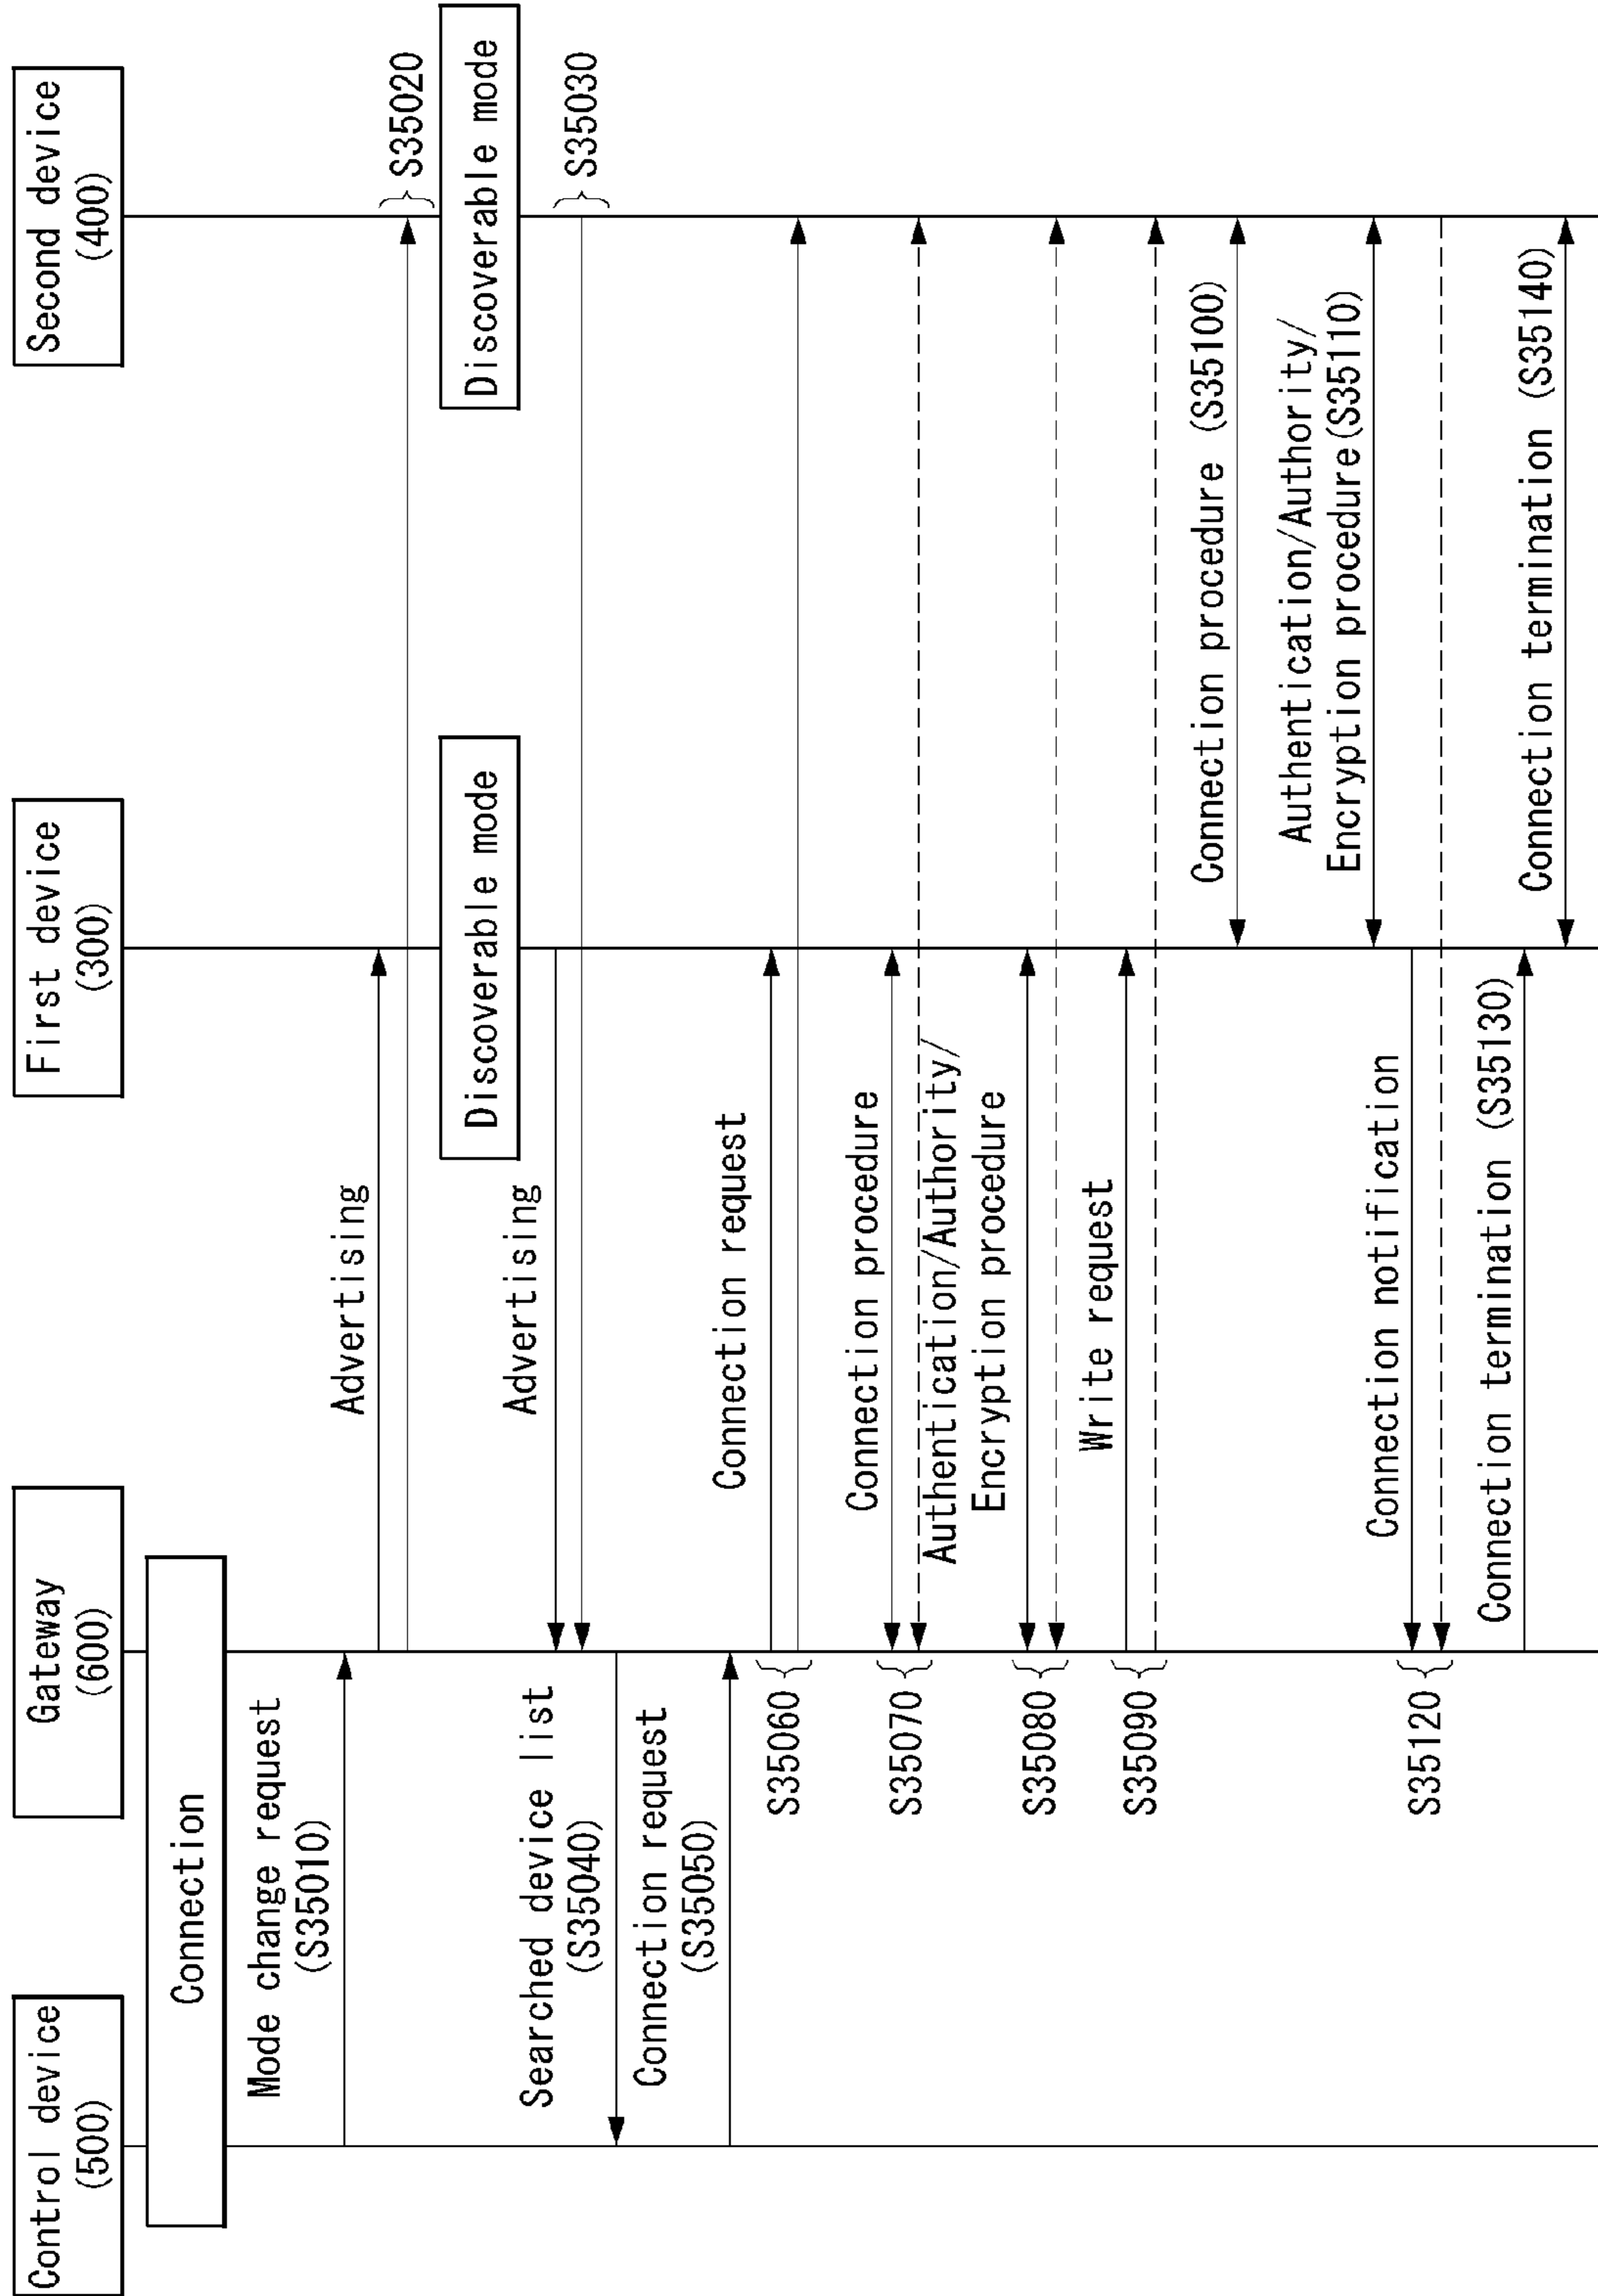 Control device
(500)
Gateway
(600)
First device
(300)
Second device
(400)
Connection
Mode change request
(S35010)
Advertising
S35020
Discoverable mode
Discoverable mode
Advertising
S35030
Searched device list
(S35040)
Connection request
(S35050)
Connection request
S35060
Connection procedure
S35070
Authentication/Authority/
Encryption procedure
S35080
Write request
S35090
Connection procedure (S35100)
Authentication/Authority/
Encryption procedure(S35110)
Connection notification
S35120
Connection termination (S35130)
Connection termination (S35140)